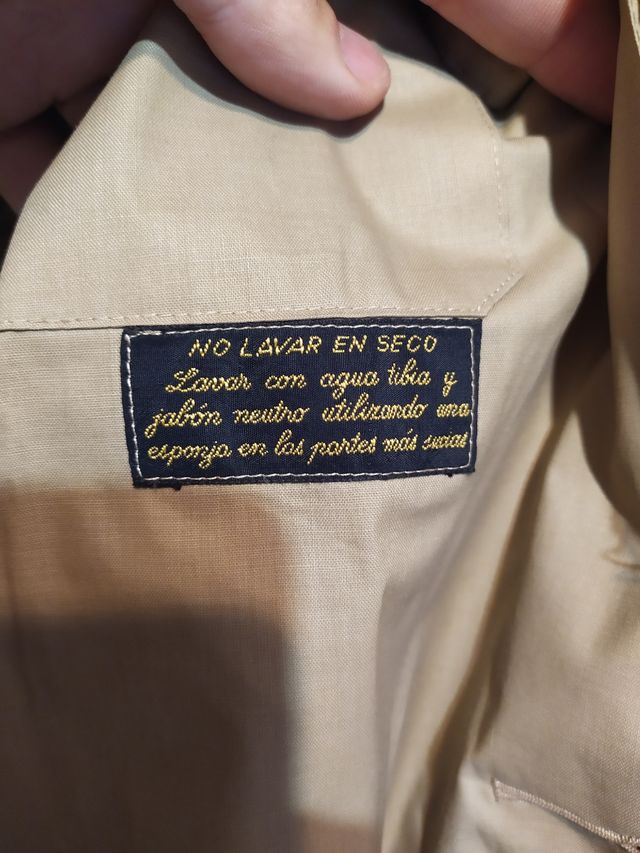 NO LAVAR EN SECO
Lavar con agua tibia y
jabón neutro utilizando una
esponja en las partes más sucias